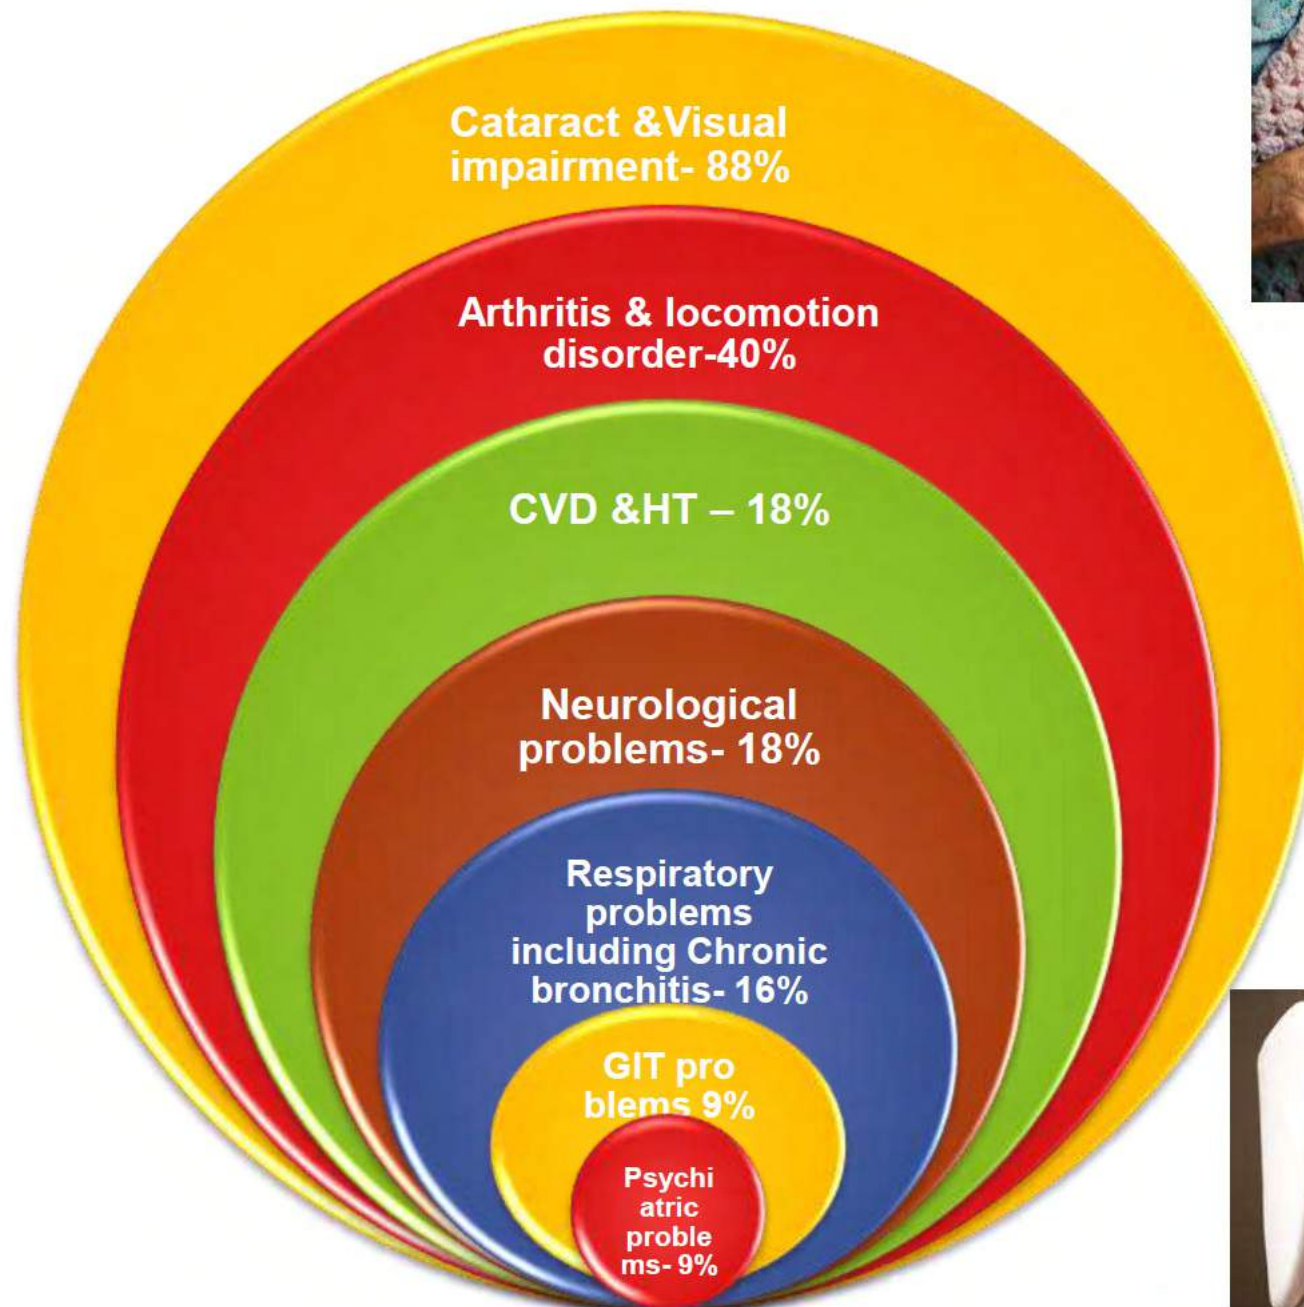 Cataract &Visual
impairment- 88%
Arthritis & locomotion
disorder-40%
CVD &HT – 18%
Neurological
problems- 18%
Respiratory
problems
including Chronic
bronchitis- 16%
GIT pro
blems 9%
Psychi
atric
proble
ms- 9%